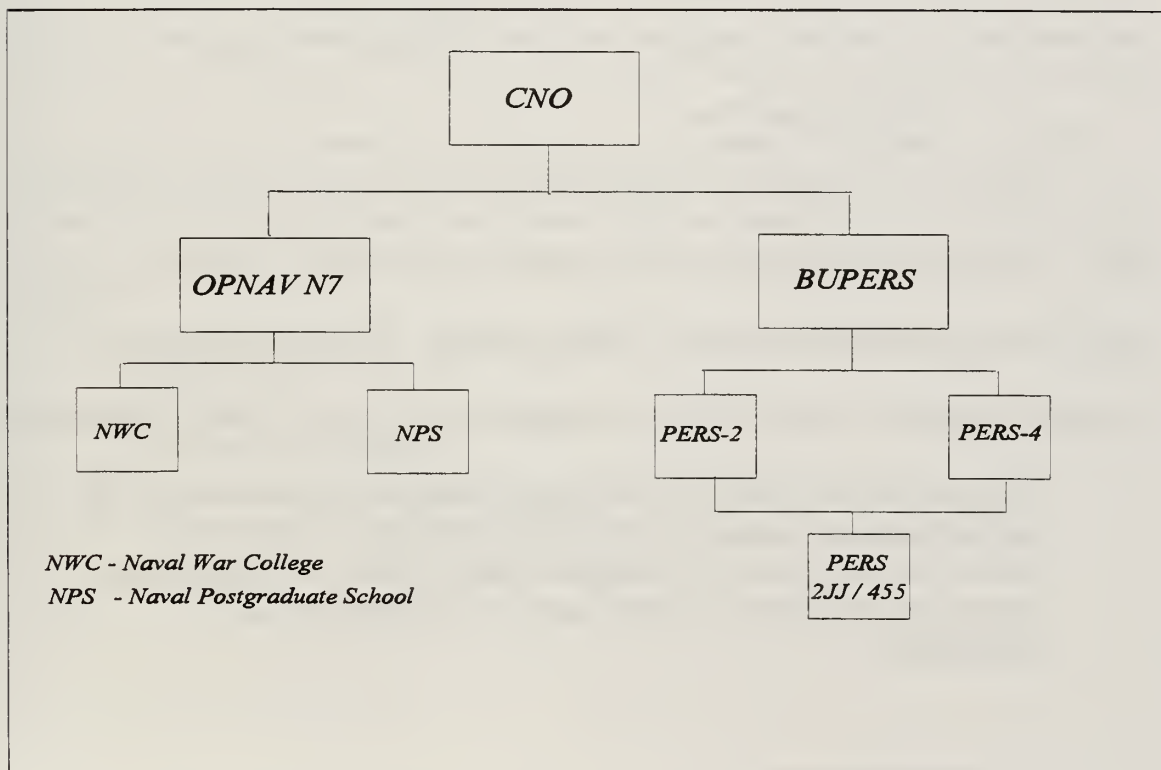 CNO
OPNAV N7
BUPERS
NWC
NPS
PERS-2
PERS-4
NWC - Naval War College
NPS - Naval Postgraduate School
PERS
2JJ / 455